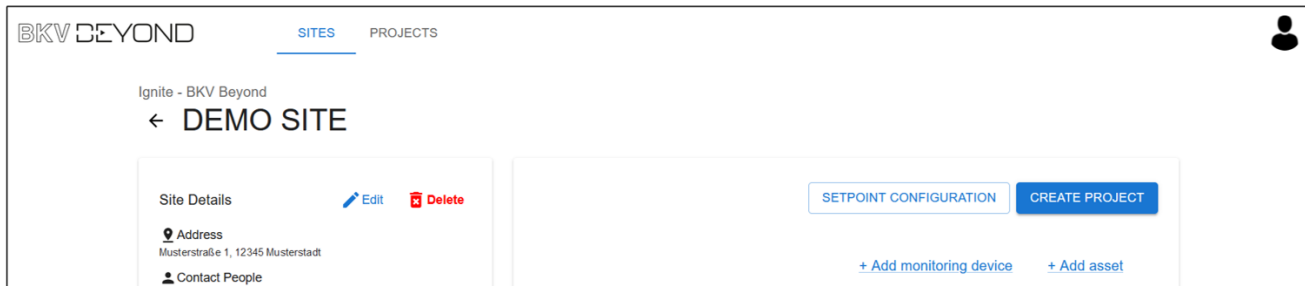 BKV BEYOND
SITES PROJECTS
Ignite - BKV Beyond
← DEMO SITE
Site Details Edit Delete
SETPOINT CONFIGURATION CREATE PROJECT
Address
Musterstraße 1, 12345 Musterstadt
+ Add monitoring device + Add asset
Contact People